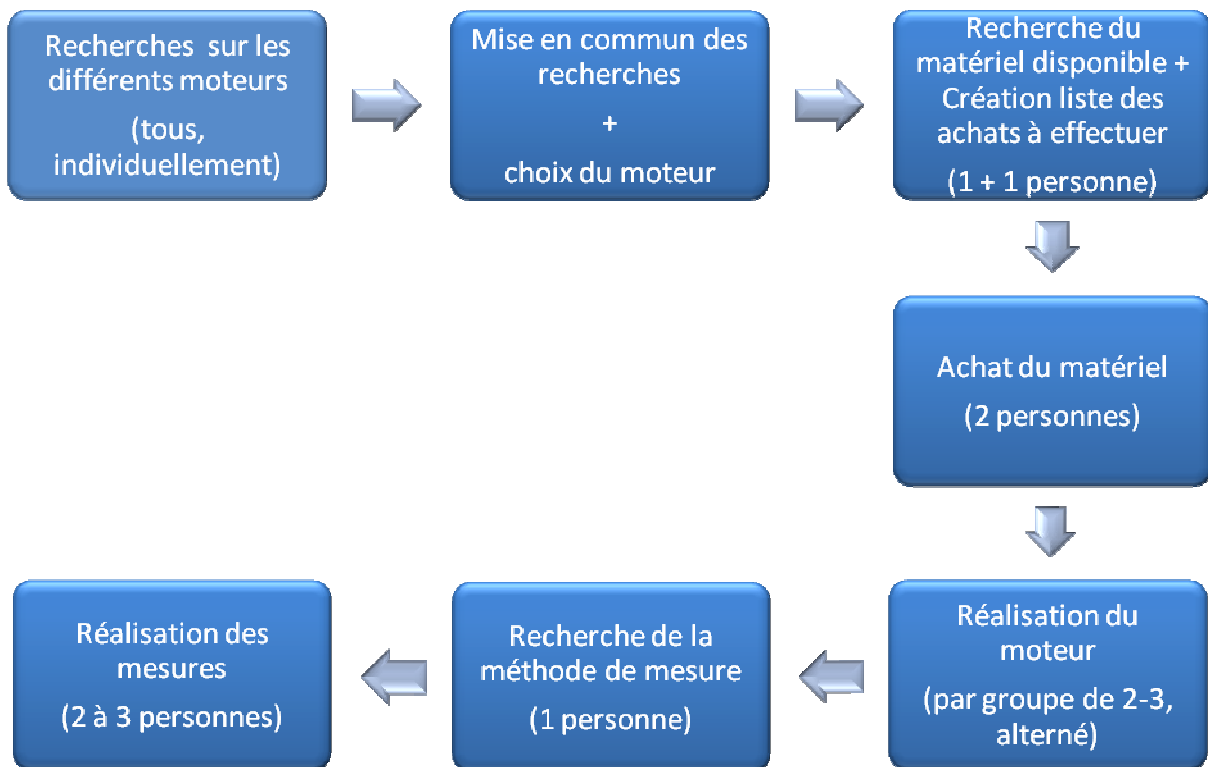 Recherches sur les
différents moteurs
(tous,
individuellement)
Mise en commun des
recherches
+
choix du moteur
Recherche du
matériel disponible +
Création liste des
achats à effectuer
(1 + 1 personne)
Achat du matériel
(2 personnes)
Réalisation du
moteur
(par groupe de 2-3,
alterné)
Recherche de la
méthode de mesure
(1 personne)
Réalisation des
mesures
(2 à 3 personnes)